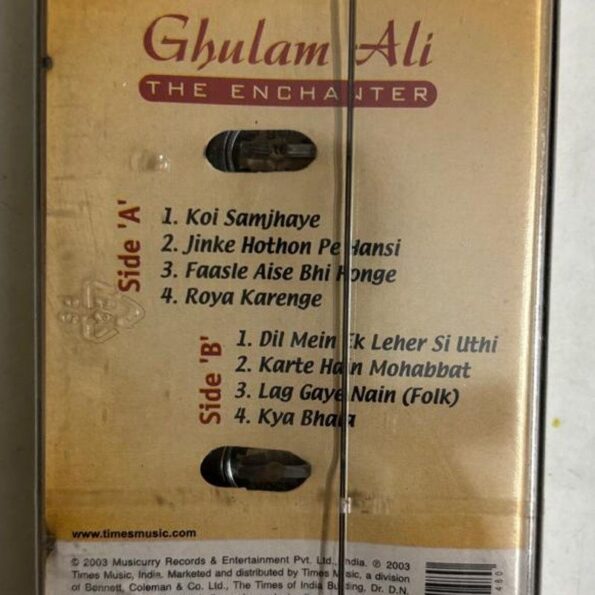 Ghulam Ali
THE ENCHANTER
Side 'A'
1. Koi Samjhaye
2. Jinke Hothon Pe Hansi
3. Faasle Aise Bhi Honge
4. Roya Karenge
Side 'B'
1. Dil Mein Ek Leher Si Uthi
2. Karte Hain Mohabbat
3. Lag Gaye Nain (Folk)
4. Kya Bhala
www.timesmusic.com
© 2003 Musicurry Records & Entertainment Pvt. Ltd., India. ℗ 2003
Times Music, India. Marketed and distributed by Times Music, a division
of Bennett, Coleman & Co. Ltd., The Times of India Building, Dr. D.N.